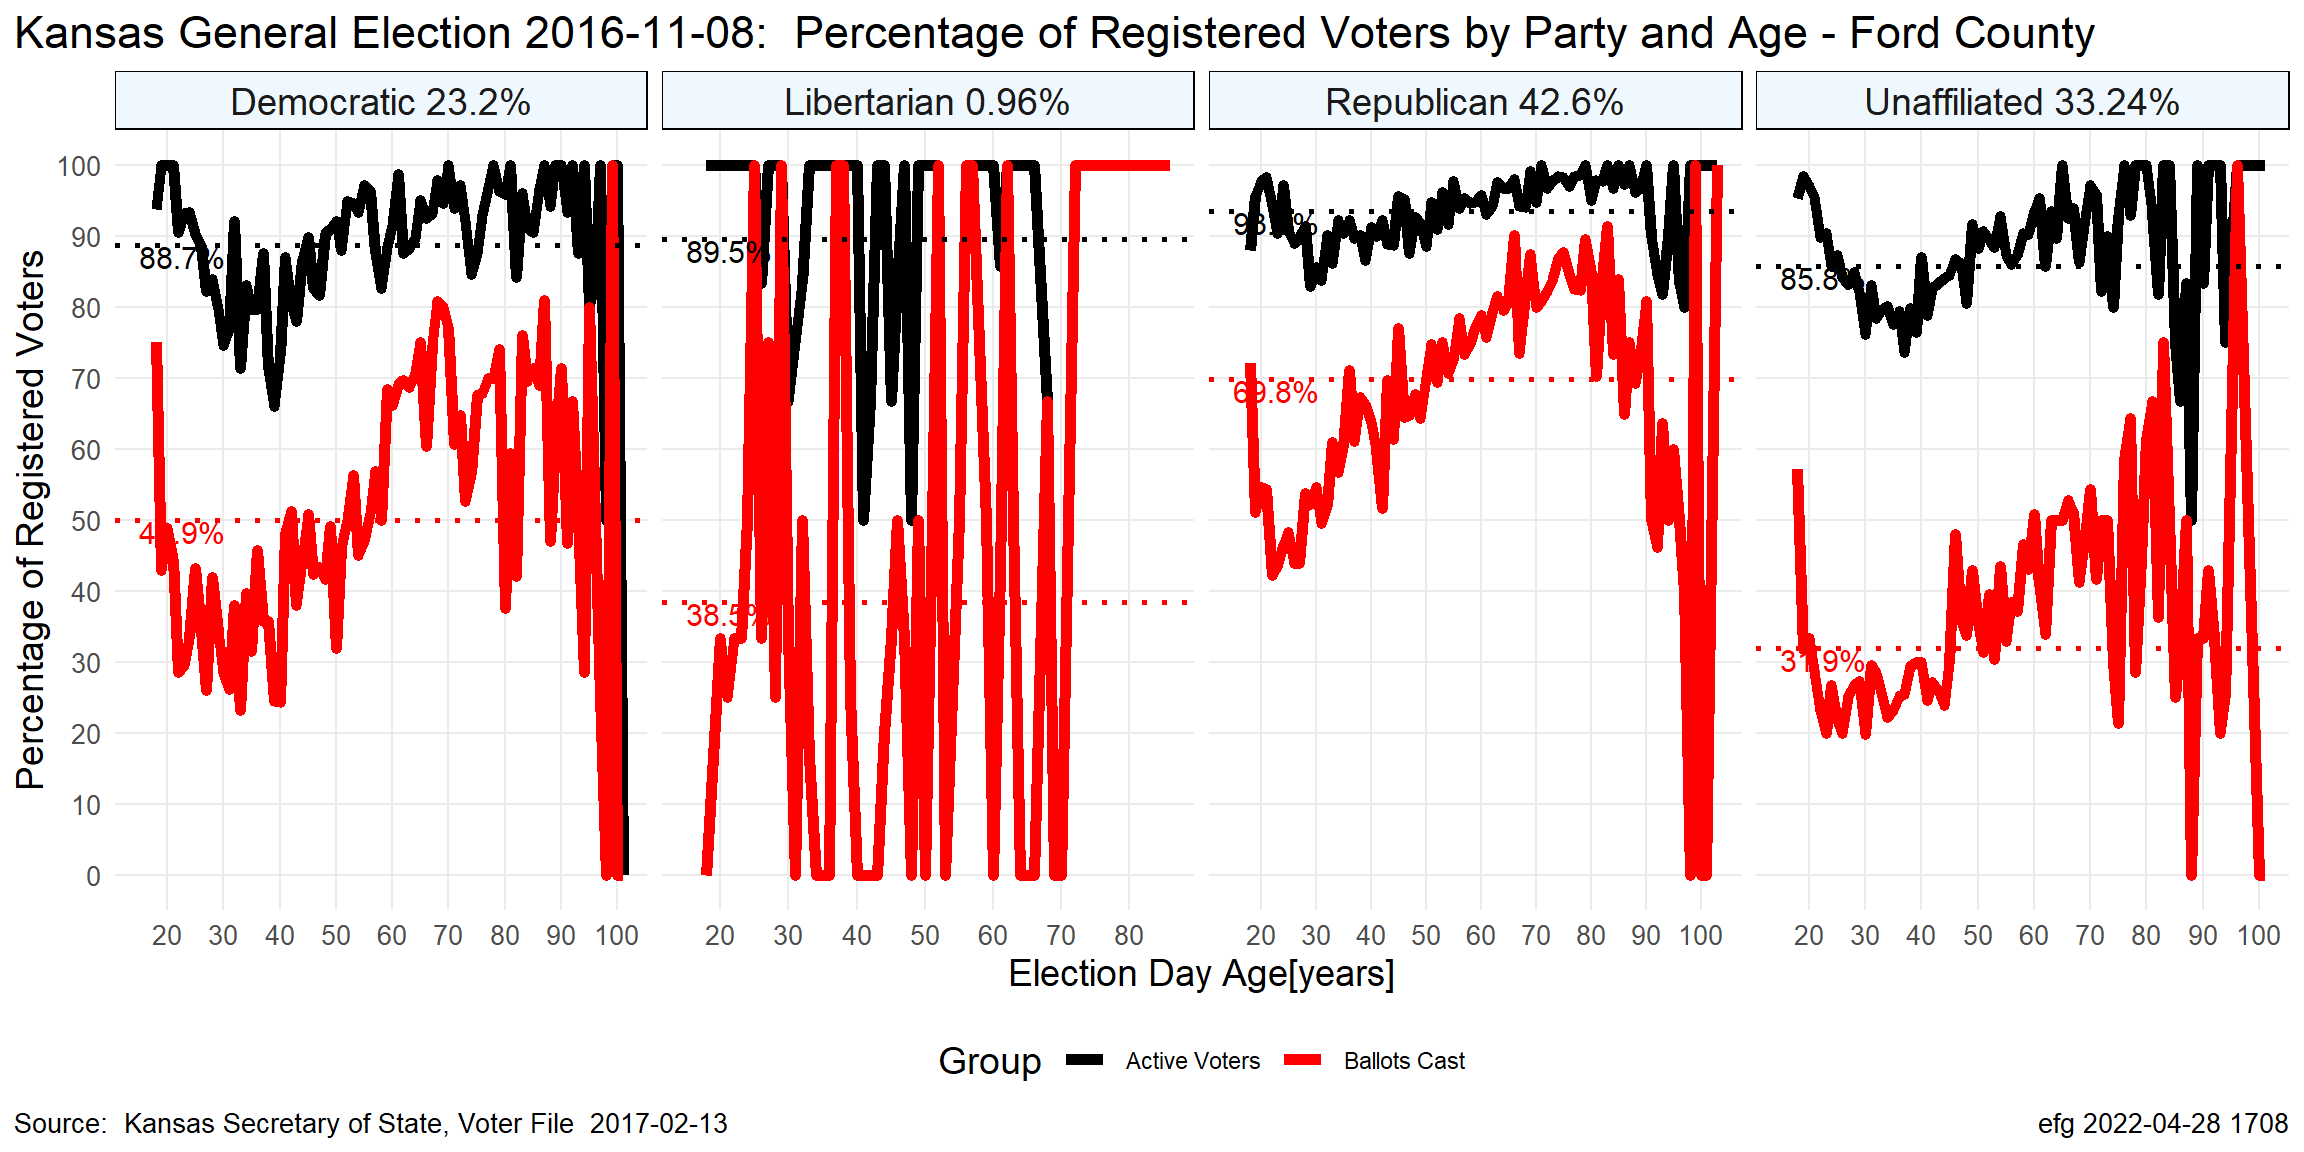 Kansas General Election 2016-11-08:  Percentage of Registered Voters by Party and Age - Ford County
Democratic 23.2%
Libertarian 0.96%
Republican 42.6%
Unaffiliated 33.24%
Percentage of Registered Voters
100
90
80
70
60
50
40
30
20
10
0
88.7%
89.5%
38.5%
69.8%
85.8%
31.9%
20 30 40 50 60 70 80 90 100
20 30 40 50 60 70 80
20 30 40 50 60 70 80 90 100
20 30 40 50 60 70 80 90 100
Election Day Age[years]
Group Active Voters Ballots Cast
Source:  Kansas Secretary of State, Voter File  2017-02-13
efg 2022-04-28 1708